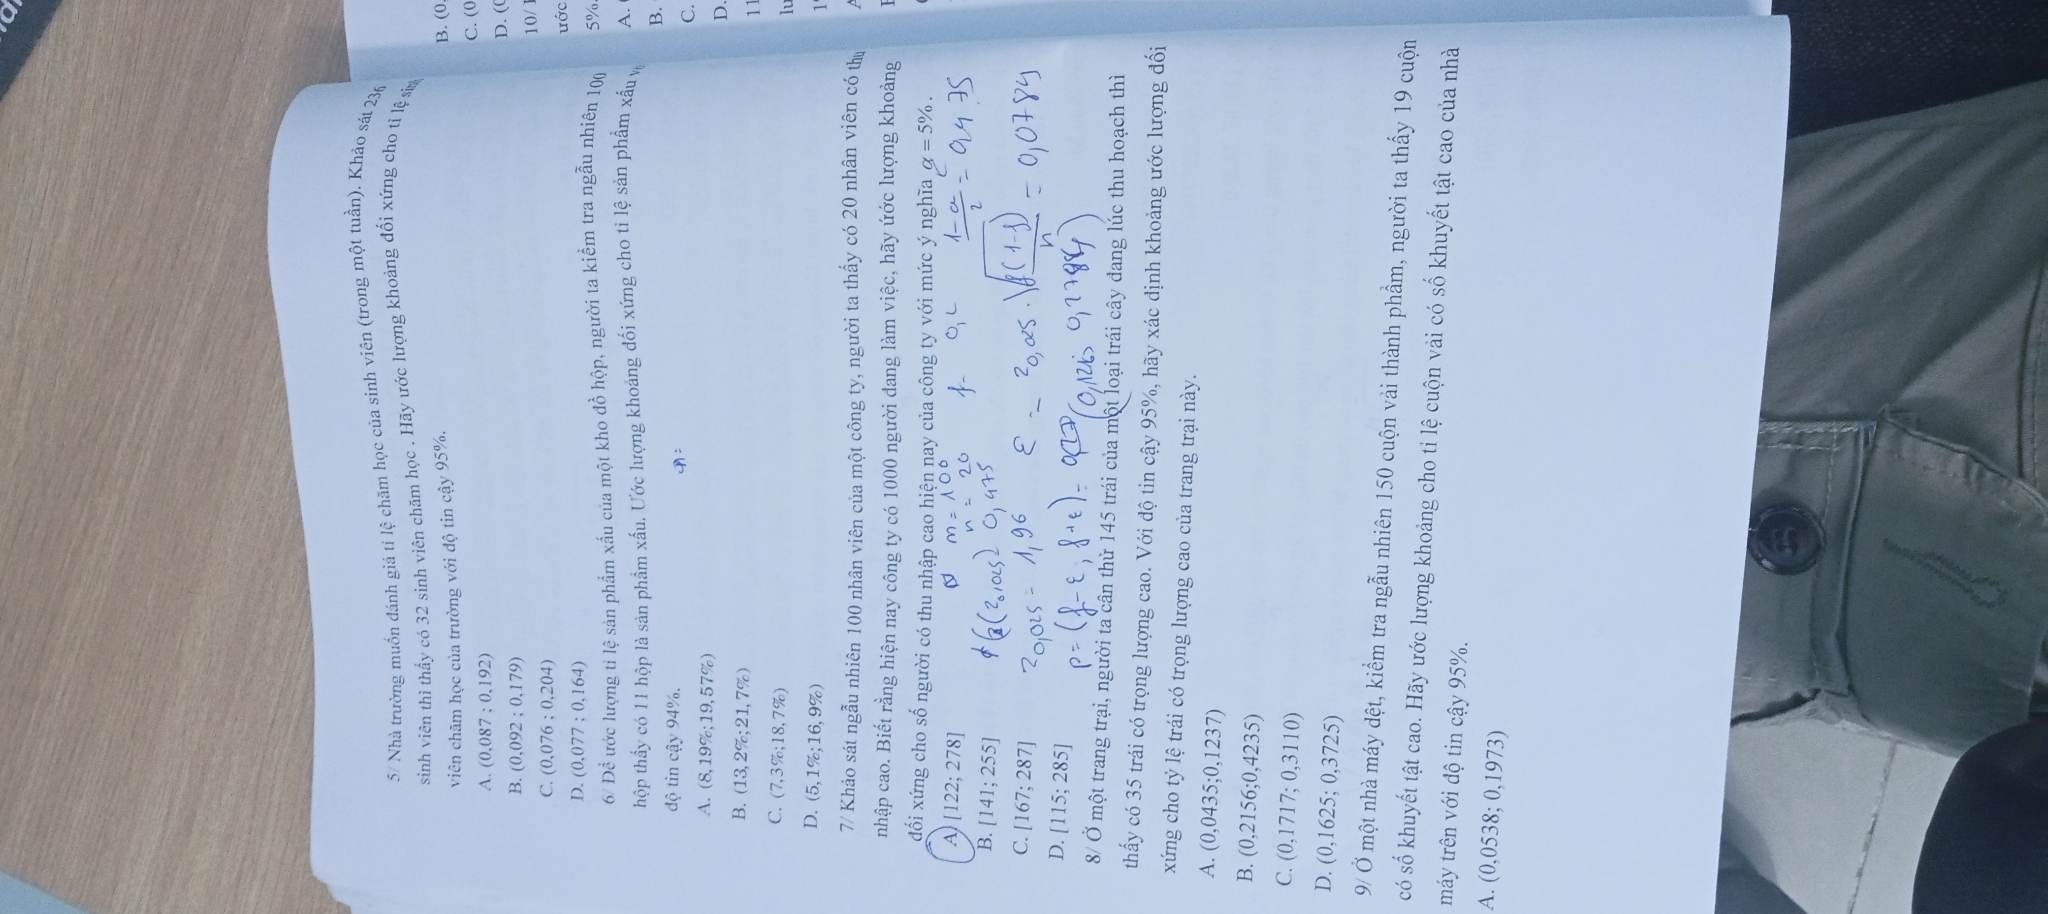 5/ Nhà trường muốn đánh giá tỉ lệ chăm học của sinh viên (trong một tuần). Khảo sát 236
sinh viên thì thấy có 32 sinh viên chăm học . Hãy ước lượng khoảng đối xứng cho tỉ lệ sinh
viên chăm học của trường với độ tin cậy 95%.
A. (0,087 ; 0,192)
B. (0,092 ; 0,179)
C. (0,076 ; 0,204)
D. (0,077 ; 0,164)
6/ Để ước lượng tỉ lệ sản phẩm xấu của một kho đồ hộp, người ta kiểm tra ngẫu nhiên 100
hộp thấy có 11 hộp là sản phẩm xấu. Ước lượng khoảng đối xứng cho tỉ lệ sản phẩm xấu
độ tin cậy 94%.
n =
A. (8,19%;19,57%)
B. (13,2%;21,7%)
C. (7,3%;18,7%)
D. (5,1%;16,9%)
7/ Khảo sát ngẫu nhiên 100 nhân viên của một công ty, người ta thấy có 20 nhân viên có thu
nhập cao. Biết rằng hiện nay công ty có 1000 người đang làm việc, hãy ước lượng khoảng
đối xứng cho số người có thu nhập cao hiện nay của công ty với mức ý nghĩa α = 5% .
A. [122; 278]
m = 100
n = 20
f = 0,2
1-α/2 = 0,475
B. [141; 255]
(z0,025) 0,475
C. [167; 287]
z0,025 = 1,96
ε = z0,025 . √f(1-f)/n = 0,0784
D. [115; 285]
p = (f-ε ; f+ε) = (0,1216; 0,2784)
8/ Ở một trang trại, người ta cân thử 145 trái của một loại trái cây đang lúc thu hoạch thì
thấy có 35 trái có trọng lượng cao. Với độ tin cậy 95%, hãy xác định khoảng ước lượng đối
xứng cho tỷ lệ trái có trọng lượng cao của trang trại này.
A. (0,0435;0,1237)
B. (0,2156;0,4235)
C. (0,1717; 0,3110)
D. (0,1625; 0,3725)
9/ Ở một nhà máy dệt, kiểm tra ngẫu nhiên 150 cuộn vải thành phẩm, người ta thấy 19 cuộn
có số khuyết tật cao. Hãy ước lượng khoảng cho tỉ lệ cuộn vải có số khuyết tật cao của nhà
máy trên với độ tin cậy 95%.
A. (0,0538; 0,1973)
B. (0,
C. (0
D. (0
10/
ước
5%.
A.
B.
C.
D.
11